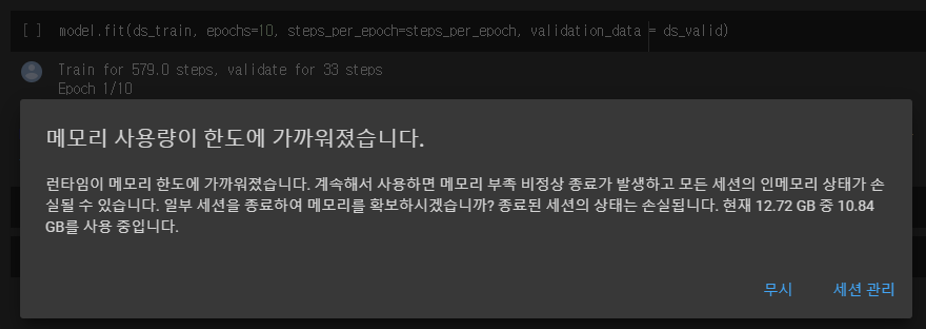 [ ] model.fit(ds_train, epochs=10, steps_per_epoch=steps_per_epoch, validation_data = ds_valid)
Train for 579.0 steps, validate for 33 steps
Epoch 1/10
메모리 사용량이 한도에 가까워졌습니다.
런타임이 메모리 한도에 가까워졌습니다. 계속해서 사용하면 메모리 부족 비정상 종료가 발생하고 모든 세션의 인메모리 상태가 손
실될 수 있습니다. 일부 세션을 종료하여 메모리를 확보하시겠습니까? 종료된 세션의 상태는 손실됩니다. 현재 12.72 GB 중 10.84
GB를 사용 중입니다.
무시 세션 관리